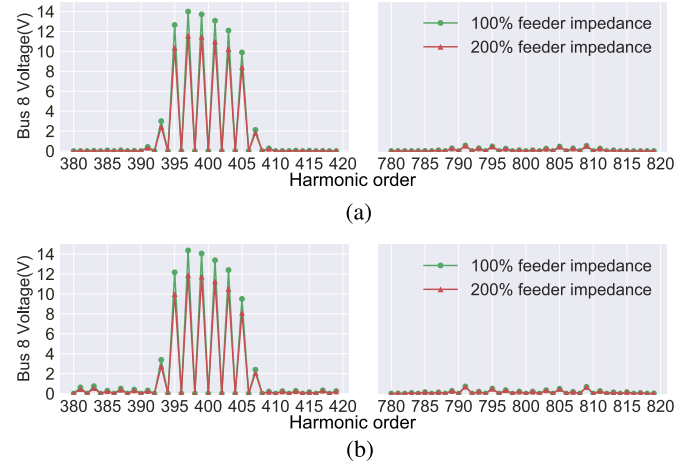 14
12
10
8
6
4
2
0
Bus 8 Voltage(V)
100% feeder impedance
200% feeder impedance
380 385 390 395 400 405 410 415 420 780 785 790 795 800 805 810 815 820
Harmonic order
(a)
14
12
10
8
6
4
2
0
Bus 8 Voltage(V)
100% feeder impedance
200% feeder impedance
380 385 390 395 400 405 410 415 420 780 785 790 795 800 805 810 815 820
Harmonic order
(b)